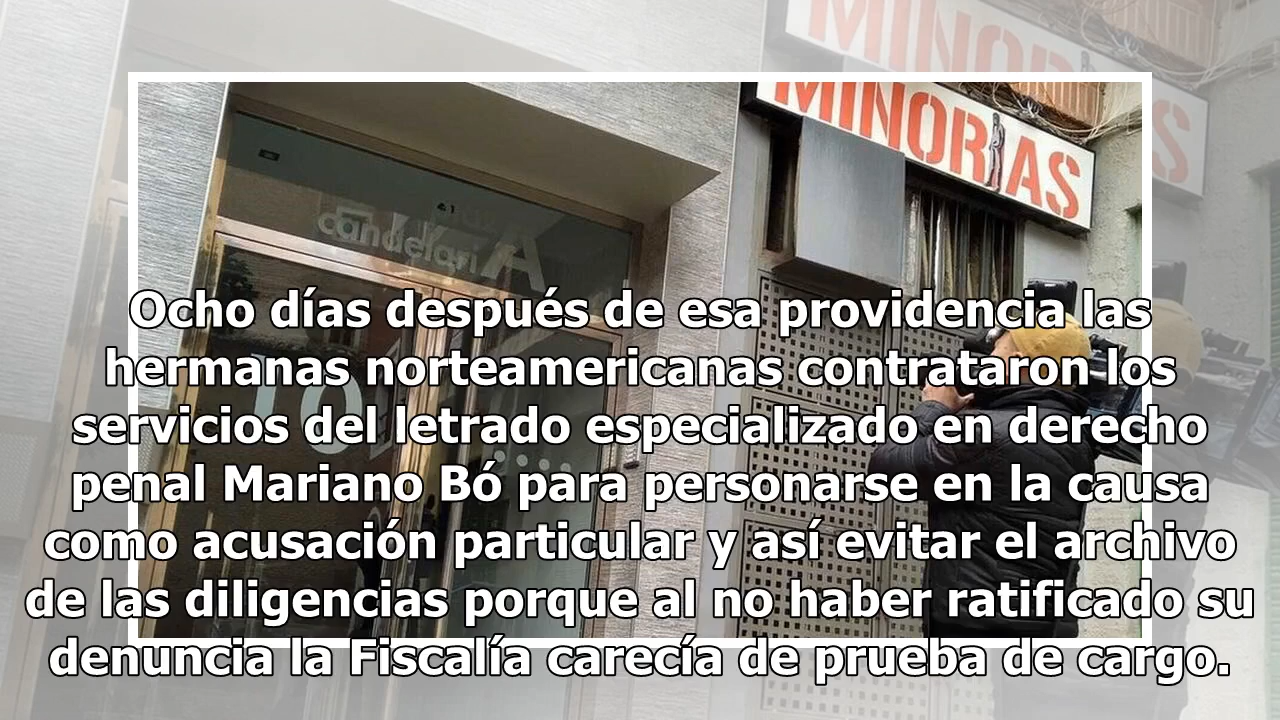 MINORIAS
41
candelari
Ocho días después de esa providencia las
hermanas norteamericanas contrataron los
servicios del letrado especializado en derecho
penal Mariano Bó para personarse en la causa
como acusación particular y así evitar el archivo
de las diligencias porque al no haber ratificado su
denuncia la Fiscalía carecía de prueba de cargo.